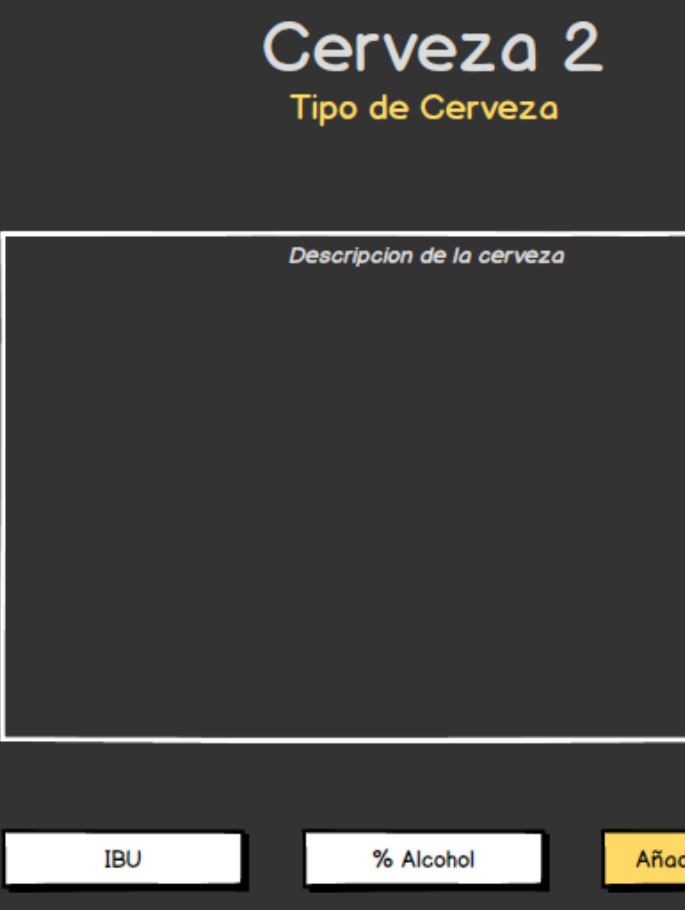 Cerveza 2
Tipo de Cerveza
Descripcion de la cerveza
IBU
% Alcohol